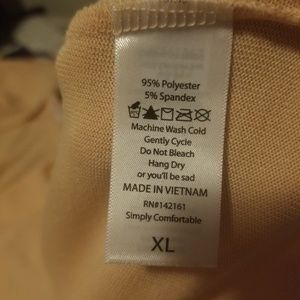 95% Polyester
5% Spandex
Machine Wash Cold
Gently Cycle
Do Not Bleach
Hang Dry
or you'll be sad
MADE IN VIETNAM
RN#142161
Simply Comfortable
XL